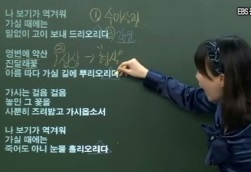 나 보기가 역겨워
가실 때에는
말없이 고이 보내 드리오리다
영변에 약산
진달래꽃
아름 따다 가실 길에 뿌리오리다
가시는 걸음 걸음
놓인 그 꽃을
사뿐히 즈려밟고 가시옵소서
나 보기가 역겨워
가실 때에는
죽어도 아니 눈물 흘리오리다
EBS